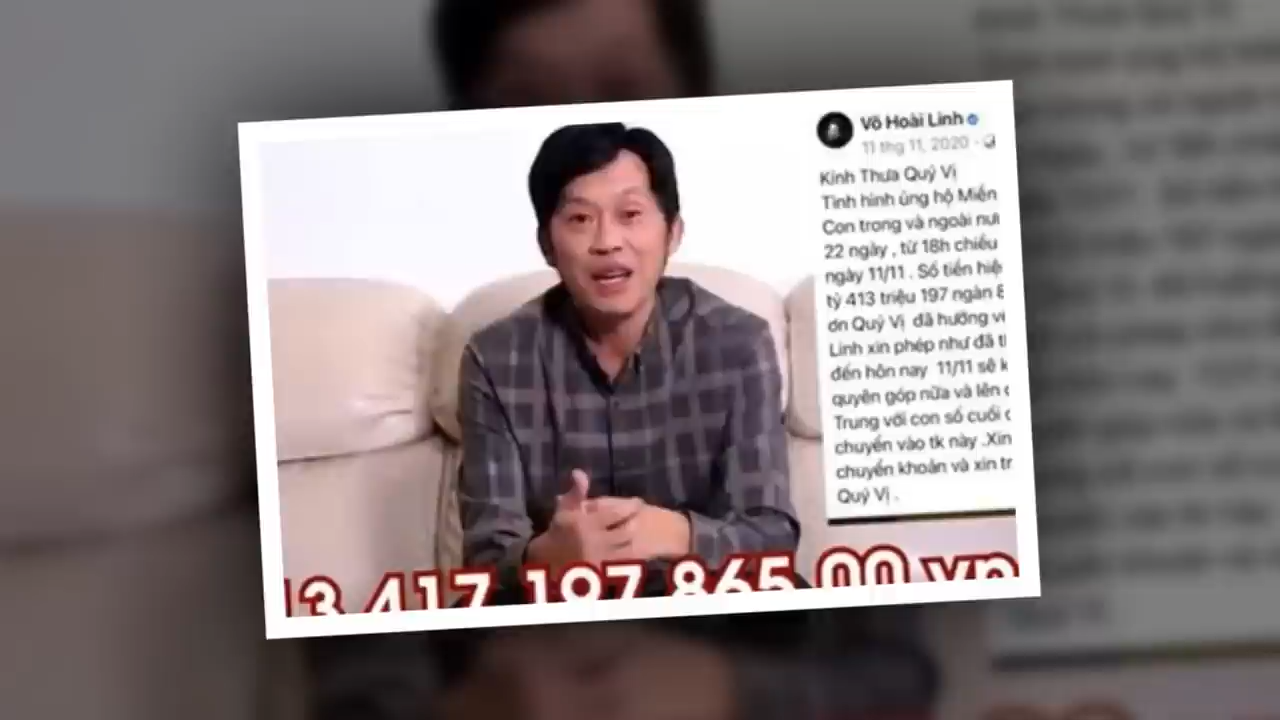 Võ Hoài Linh
11 thg 11, 2020
Kính Thưa Quý Vị
Tình hình ủng hộ Miền
Con trong và ngoài nướ
22 ngày , từ 18h chiều
ngày 11/11 . Số tiền hiệ
tỷ 413 triệu 197 ngàn 8
ơn Quý Vị đã hướng về
Linh xin phép như đã t
đến hôn nay 11/11 sẽ k
quyên góp nữa và lên
Trung với con số cuối
chuyển vào tk này .Xin
chuyển khoản và xin tr
Quý Vị .
13.417.197.865,00 vn